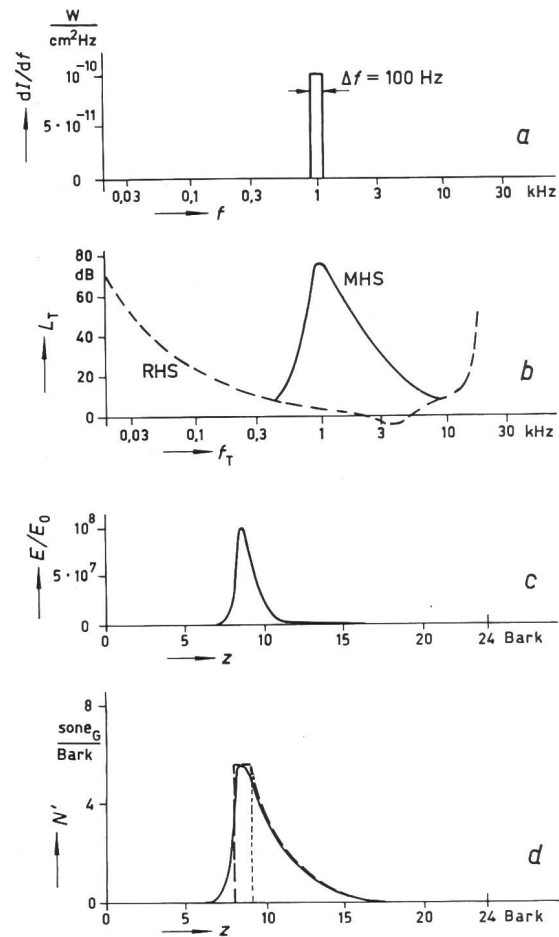 W
cm²Hz
dI/df
10⁻¹⁰
5·10⁻¹¹
0
Δf = 100 Hz
a
0,03 0,1 0,3 1 3 10 30 kHz
f
80
dB
60
40
20
0
L_T
MHS
RHS
b
0,03 0,1 0,3 1 3 10 30 kHz
f_T
E/E₀
10⁸
5·10⁷
0
c
0 5 10 15 20 24 Bark
z
8
sone_G
Bark
4
0
N'
d
0 5 10 15 20 24 Bark
z